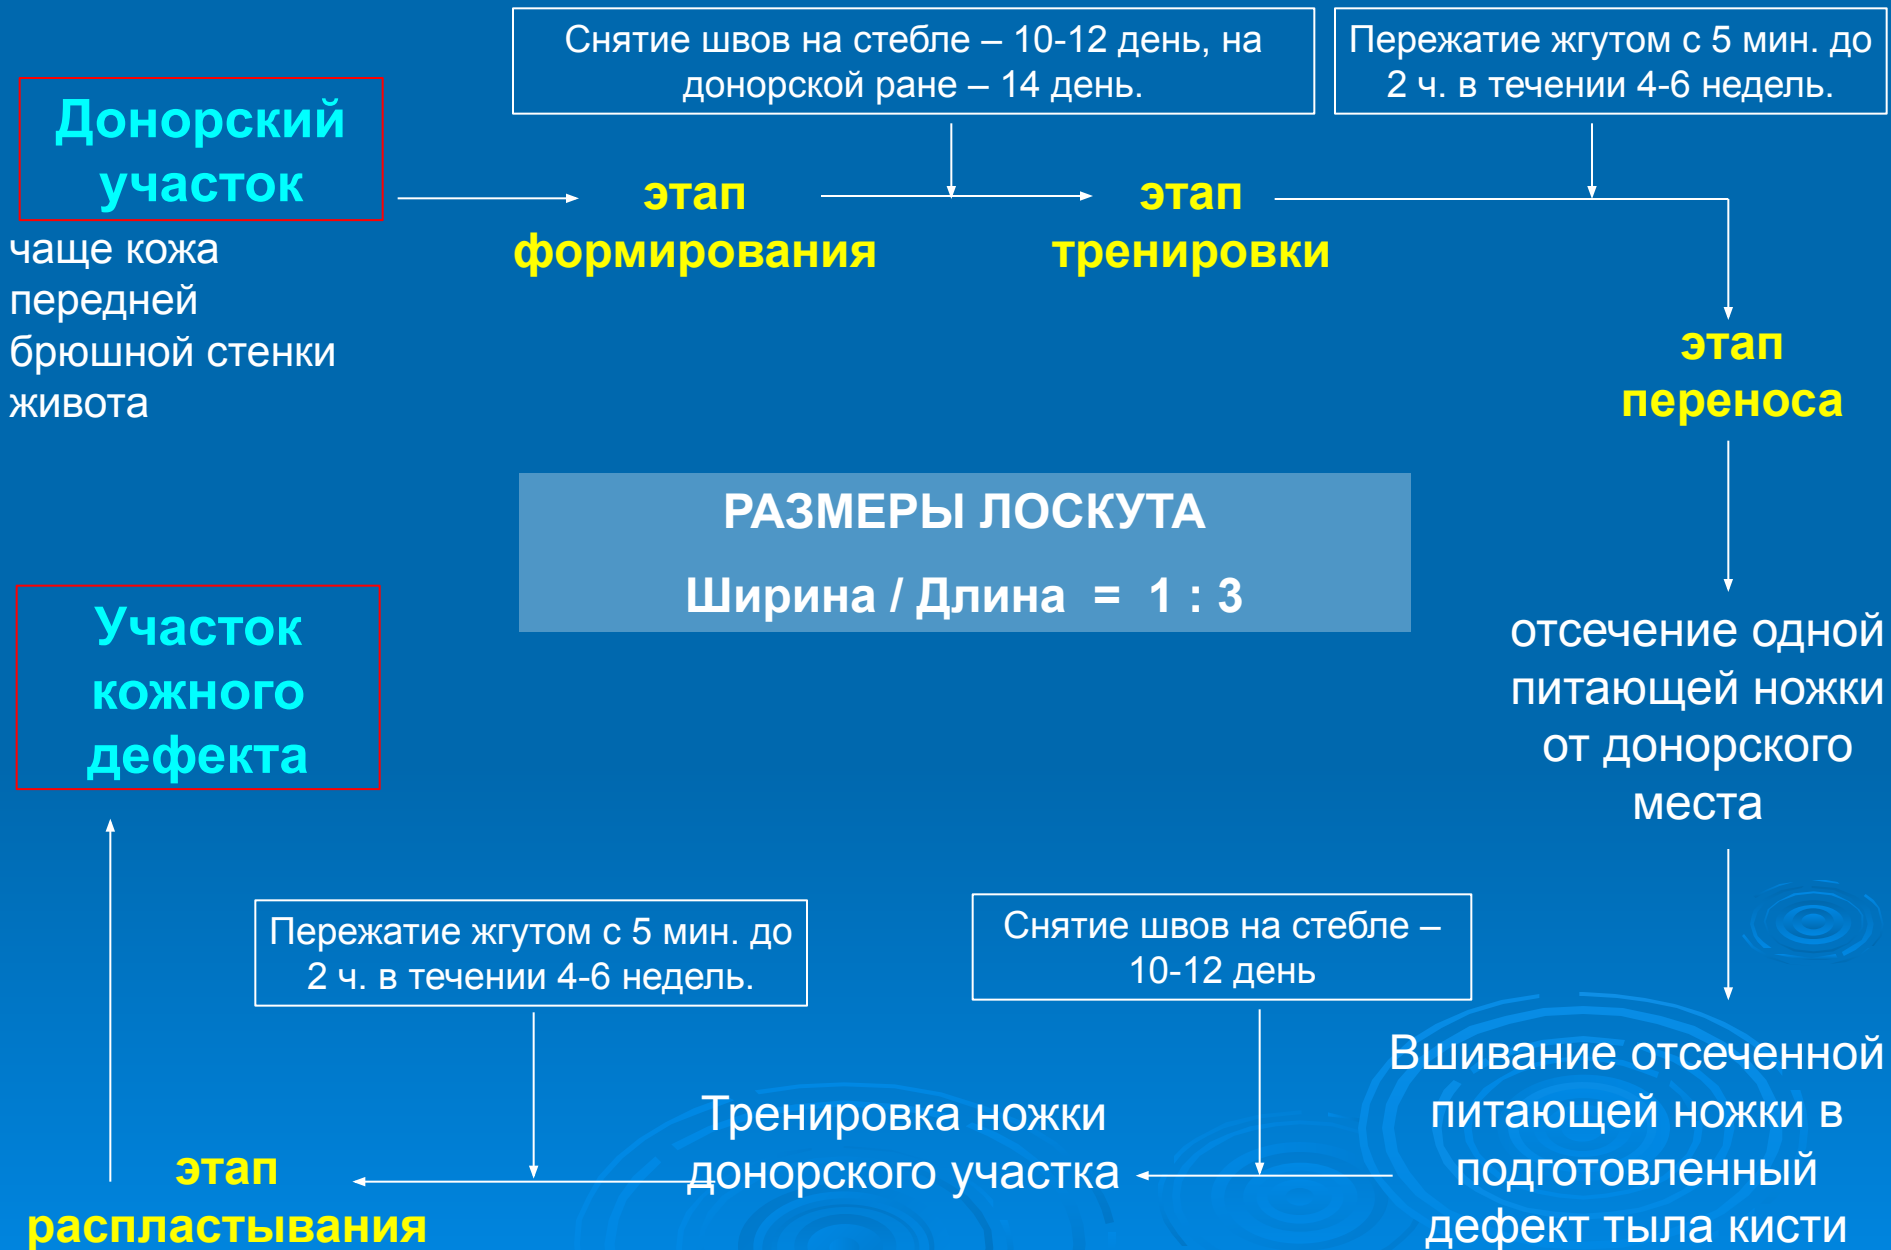 Снятие швов на стебле – 10-12 день, на
донорской ране – 14 день.
Пережатие жгутом с 5 мин. до
2 ч. в течении 4-6 недель.
Донорский
участок
чаще кожа
передней
брюшной стенки
живота
этап
формирования
этап
тренировки
этап
переноса
РАЗМЕРЫ ЛОСКУТА
Ширина / Длина = 1 : 3
отсечение одной
питающей ножки
от донорского
места
Участок
кожного
дефекта
Вшивание отсеченной
питающей ножки в
подготовленный
дефект тыла кисти
Снятие швов на стебле –
10-12 день
Тренировка ножки
донорского участка
Пережатие жгутом с 5 мин. до
2 ч. в течении 4-6 недель.
этап
распластывания